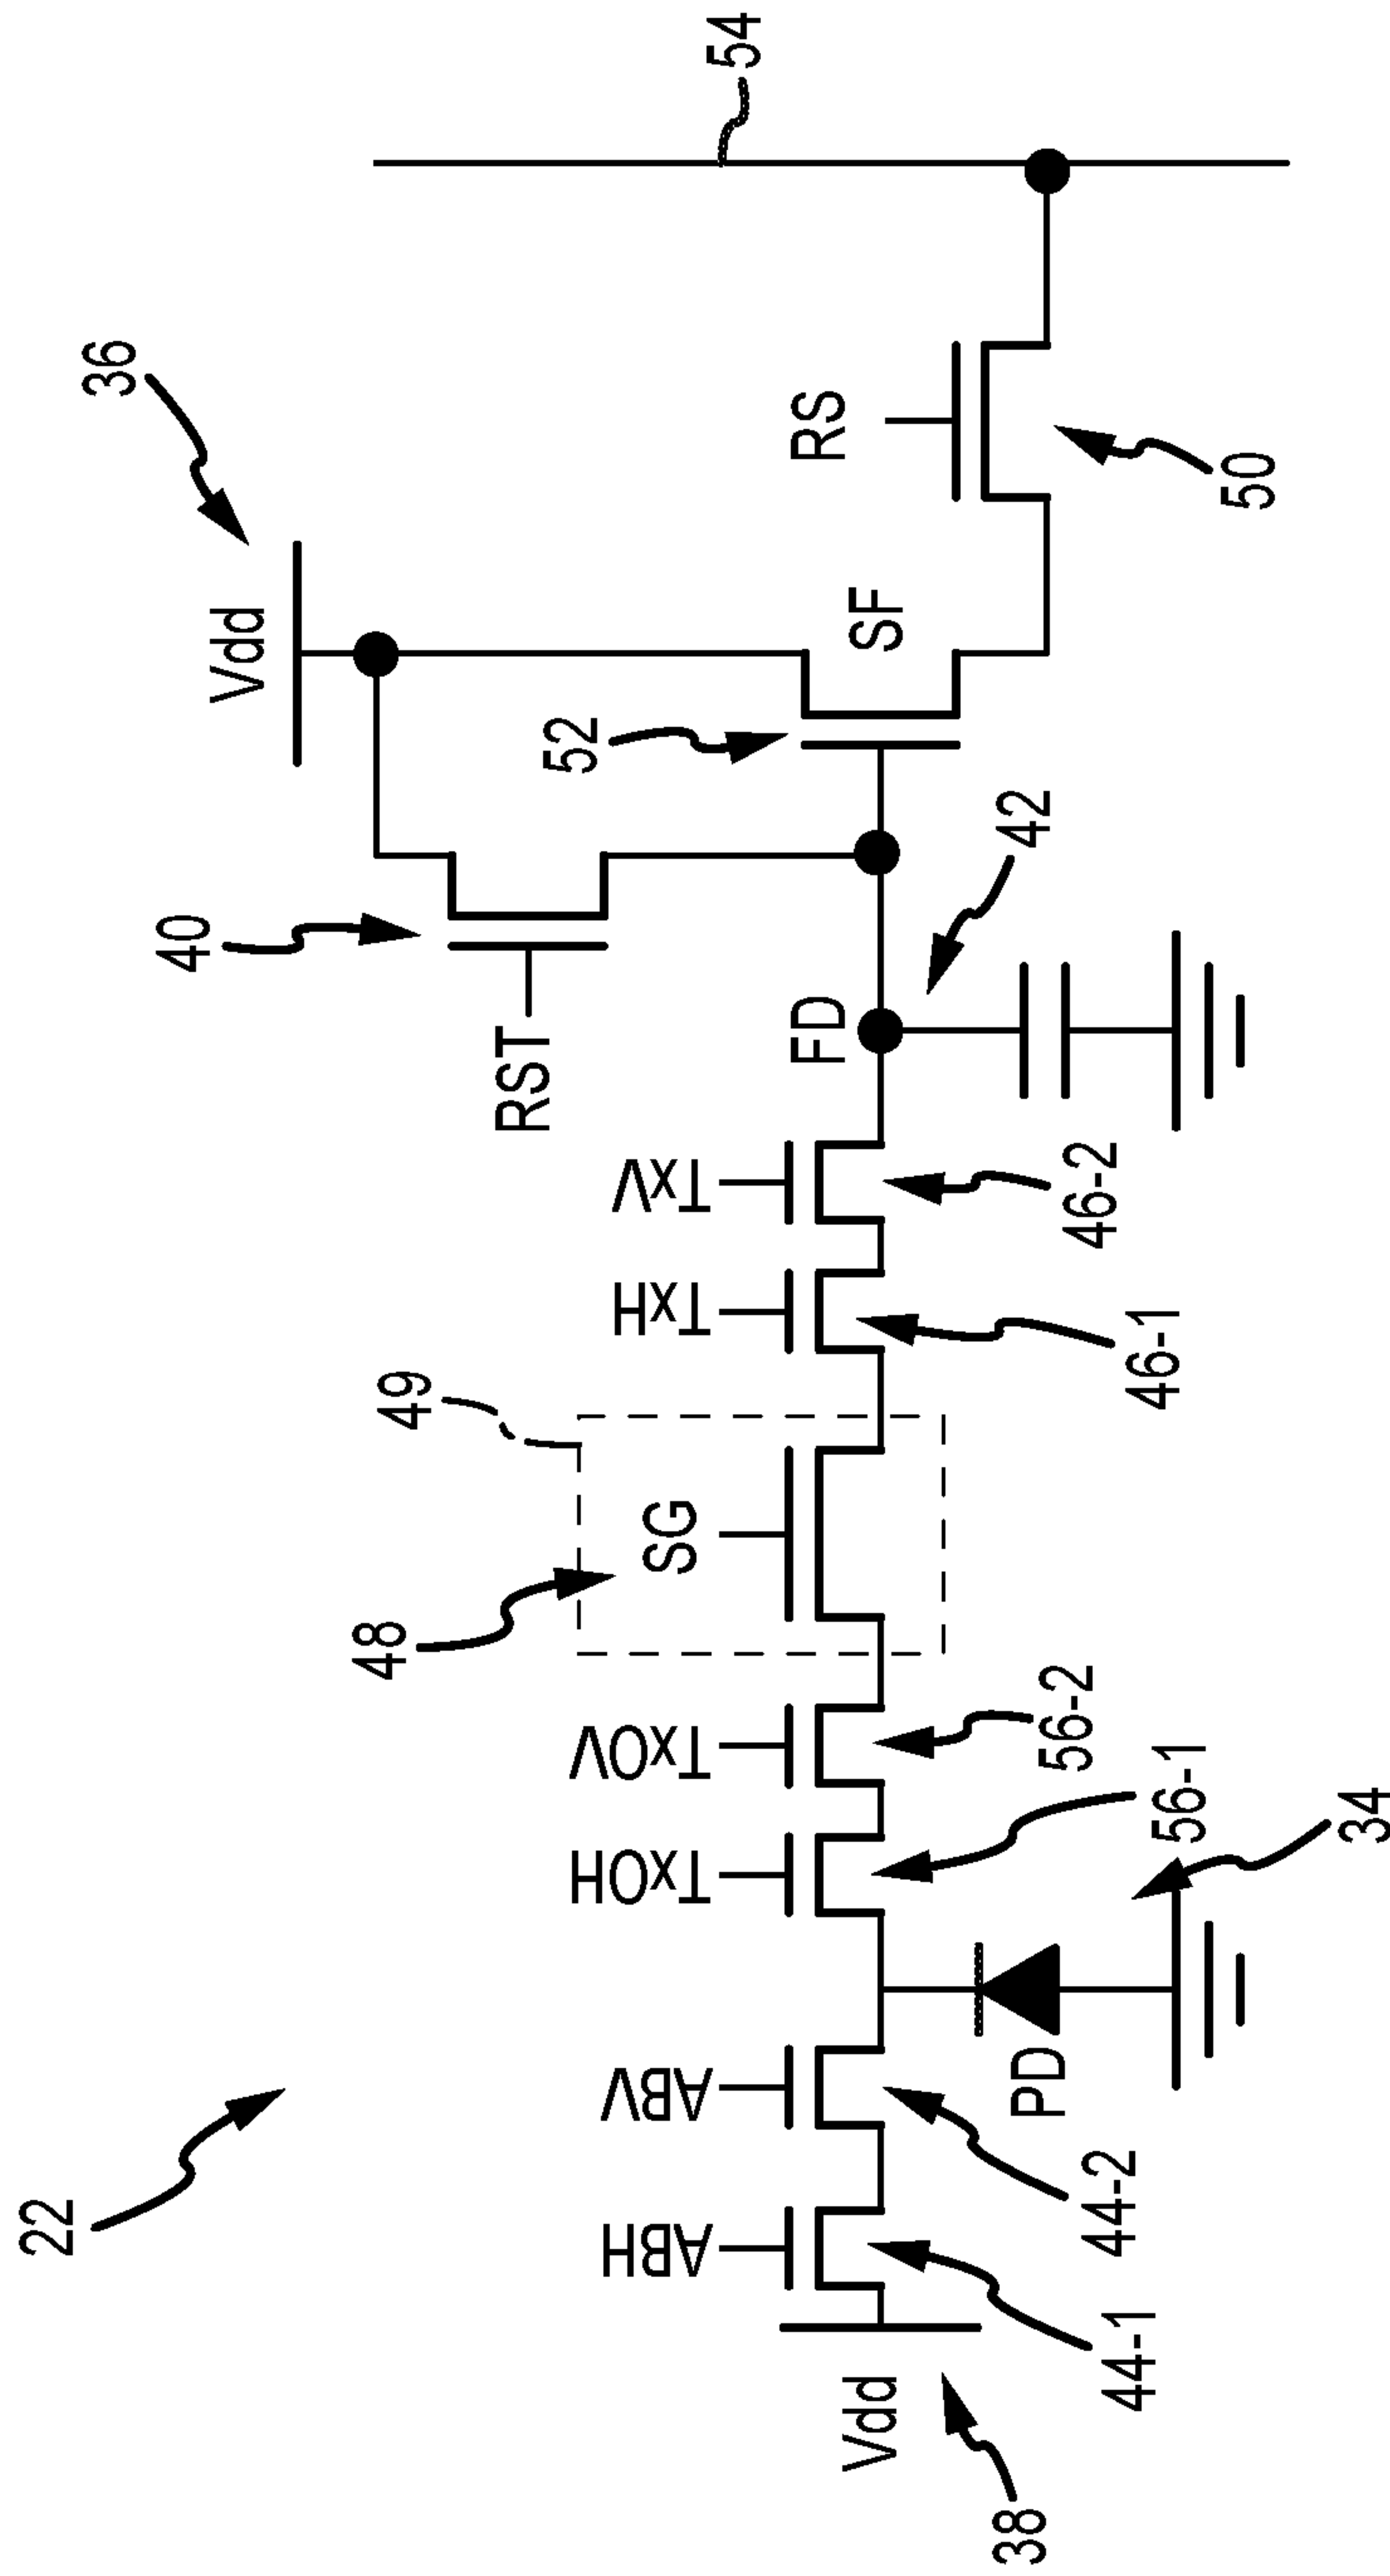 22
36
Vdd
40
RST
52
SF
RS
54
50
42
FD
49
48
SG
TxV
TxH
TxOV
TxOH
ABV
ABH
46-2
46-1
56-2
56-1
34
PD
44-2
44-1
Vdd
38